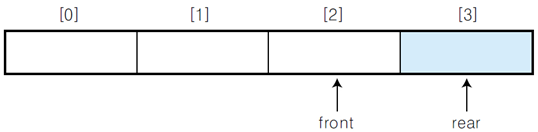 [0] [1] [2] [3]
front rear